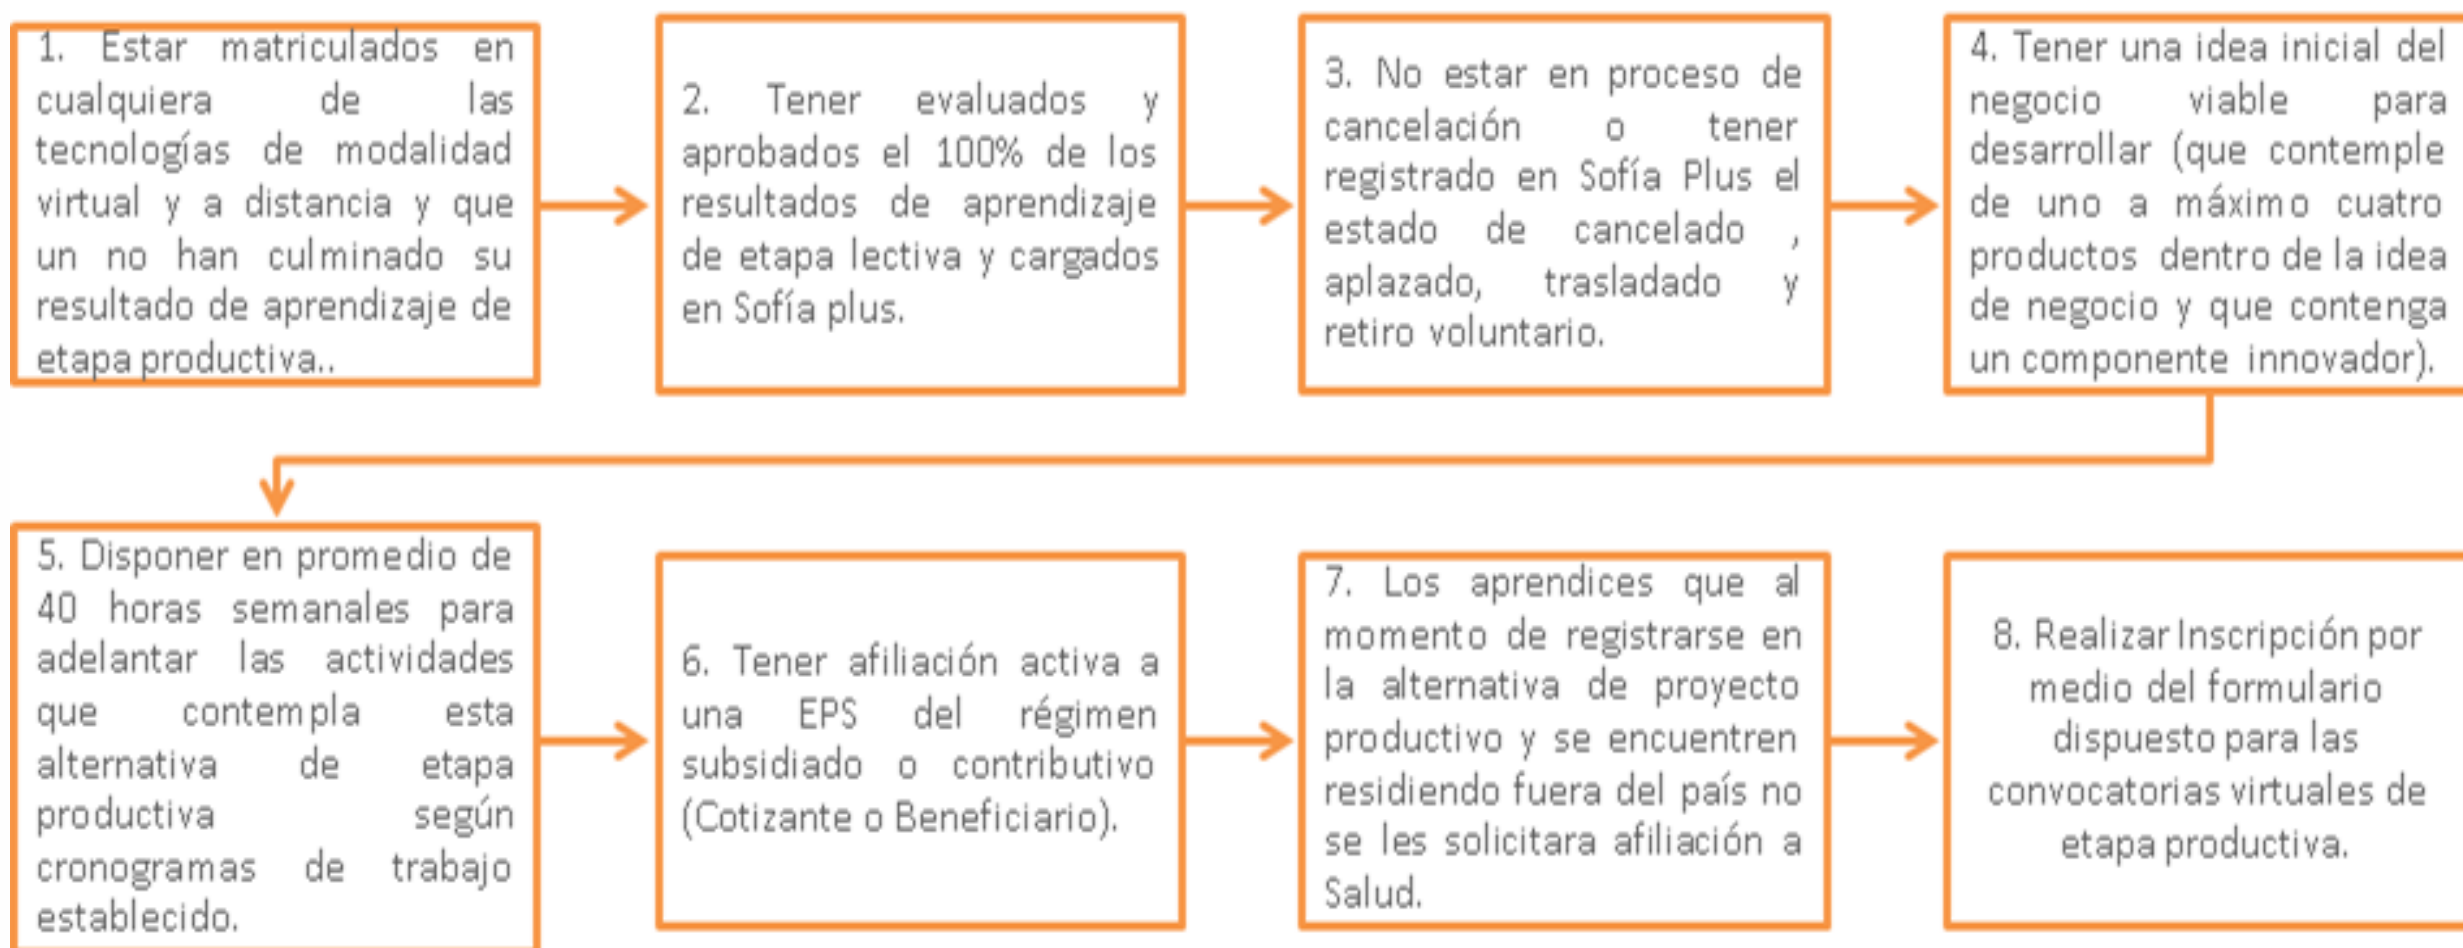 1. Estar matriculados en
cualquiera de las
tecnologías de modalidad
virtual y a distancia y que
un no han culminado su
resultado de aprendizaje de
etapa productiva..
2. Tener evaluados y
aprobados el 100% de los
resultados de aprendizaje
de etapa lectiva y cargados
en Sofía plus.
3. No estar en proceso de
cancelación o tener
registrado en Sofía Plus el
estado de cancelado ,
aplazado, trasladado y
retiro voluntario.
4. Tener una idea inicial del
negocio viable para
desarrollar (que contemple
de uno a máximo cuatro
productos dentro de la idea
de negocio y que contenga
un componente innovador).
5. Disponer en promedio de
40 horas semanales para
adelantar las actividades
que contempla esta
alternativa de etapa
productiva según
cronogramas de trabajo
establecido.
6. Tener afiliación activa a
una EPS del régimen
subsidiado o contributivo
(Cotizante o Beneficiario).
7. Los aprendices que al
momento de registrarse en
la alternativa de proyecto
productivo y se encuentren
residiendo fuera del país no
se les solicitara afiliación a
Salud.
8. Realizar Inscripción por
medio del formulario
dispuesto para las
convocatorias virtuales de
etapa productiva.